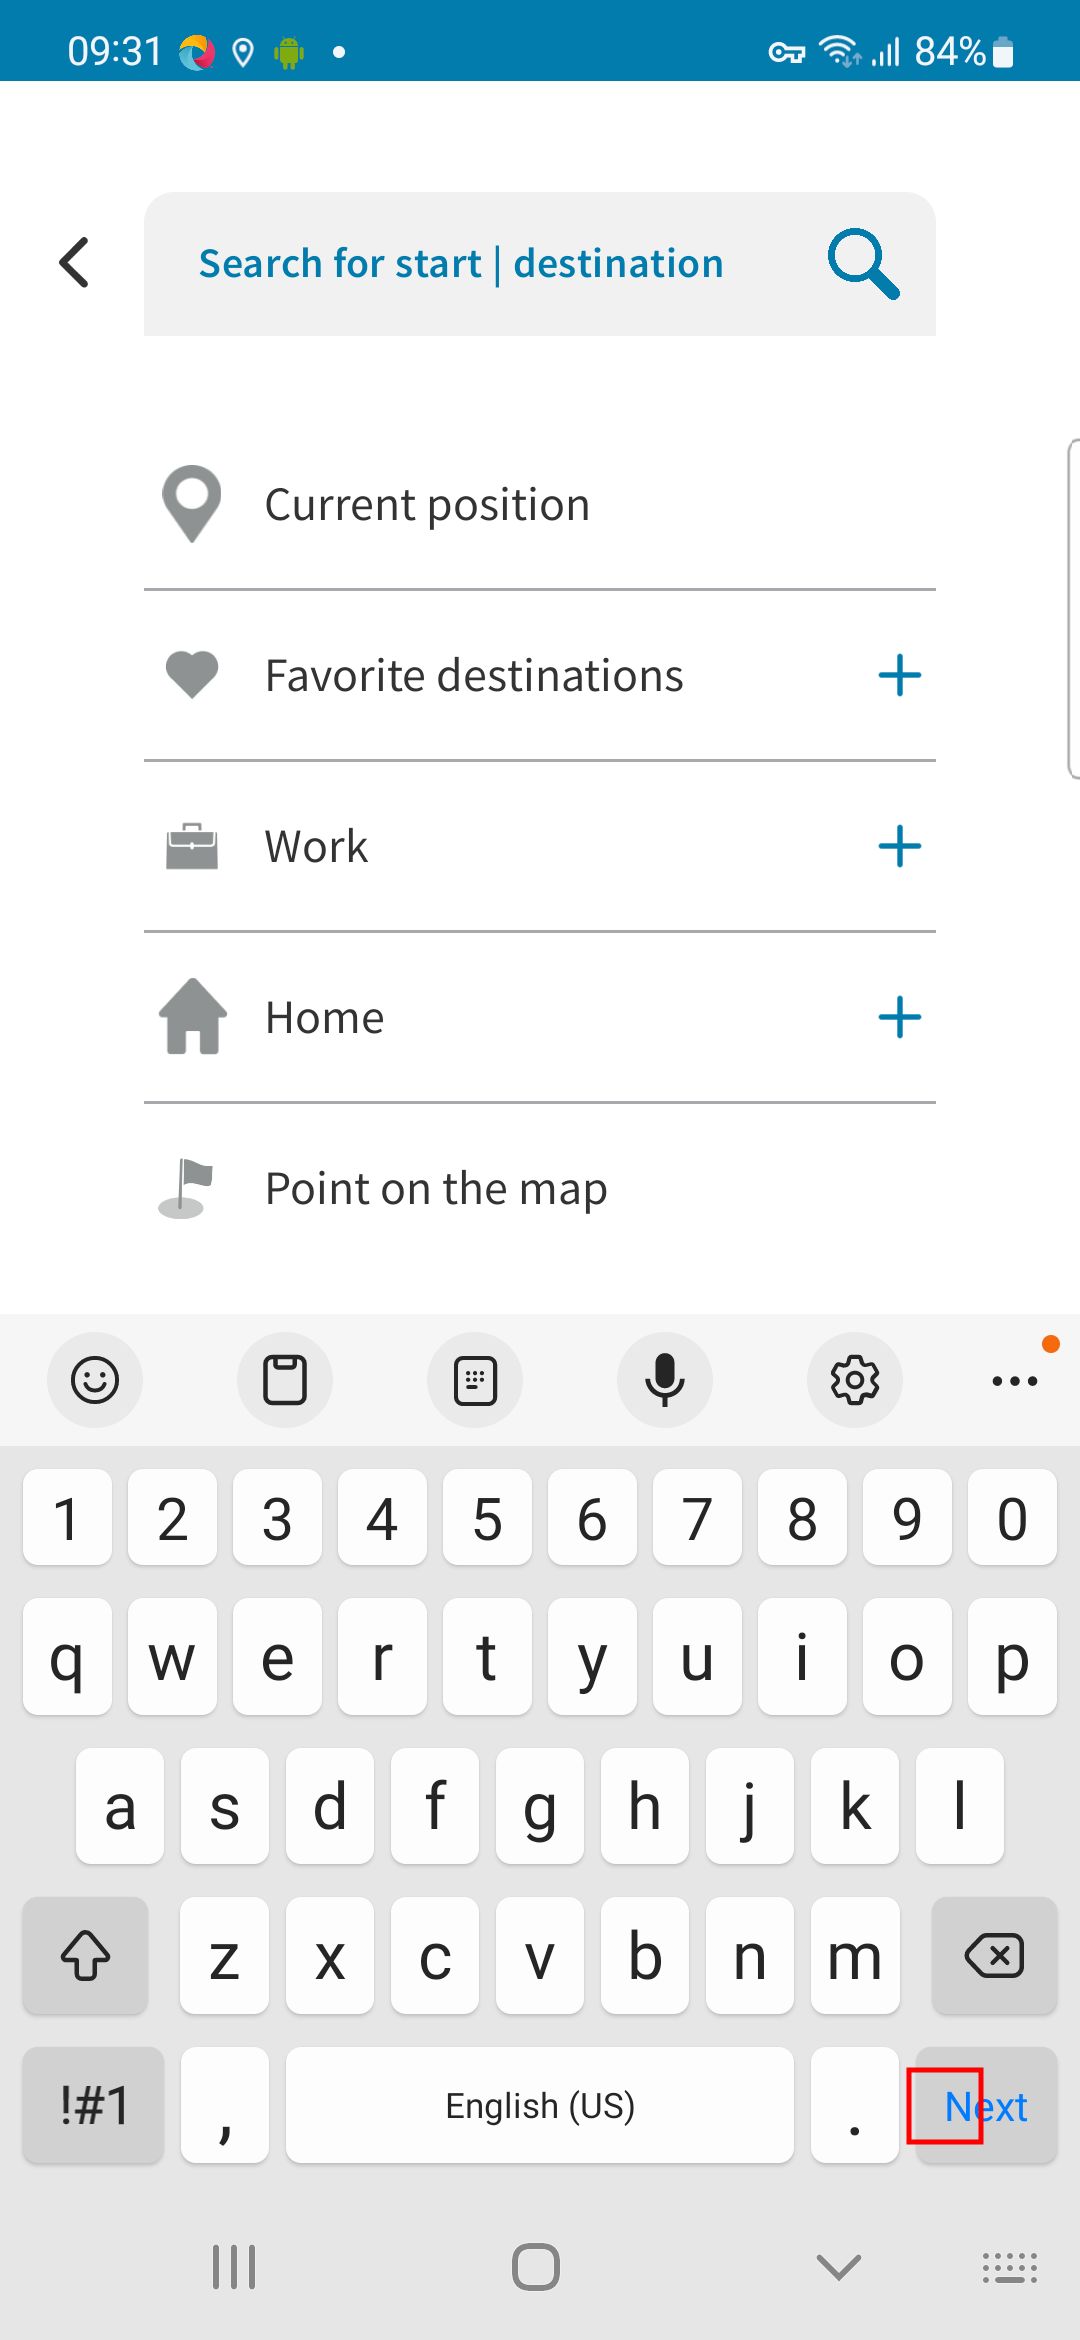 09:31 84%
Search for start | destination
Current position
Favorite destinations
Work
Home
Point on the map
1 2 3 4 5 6 7 8 9 0
q w e r t y u i o p
a s d f g h j k l
z x c v b n m
!#1 , English (US) . Next